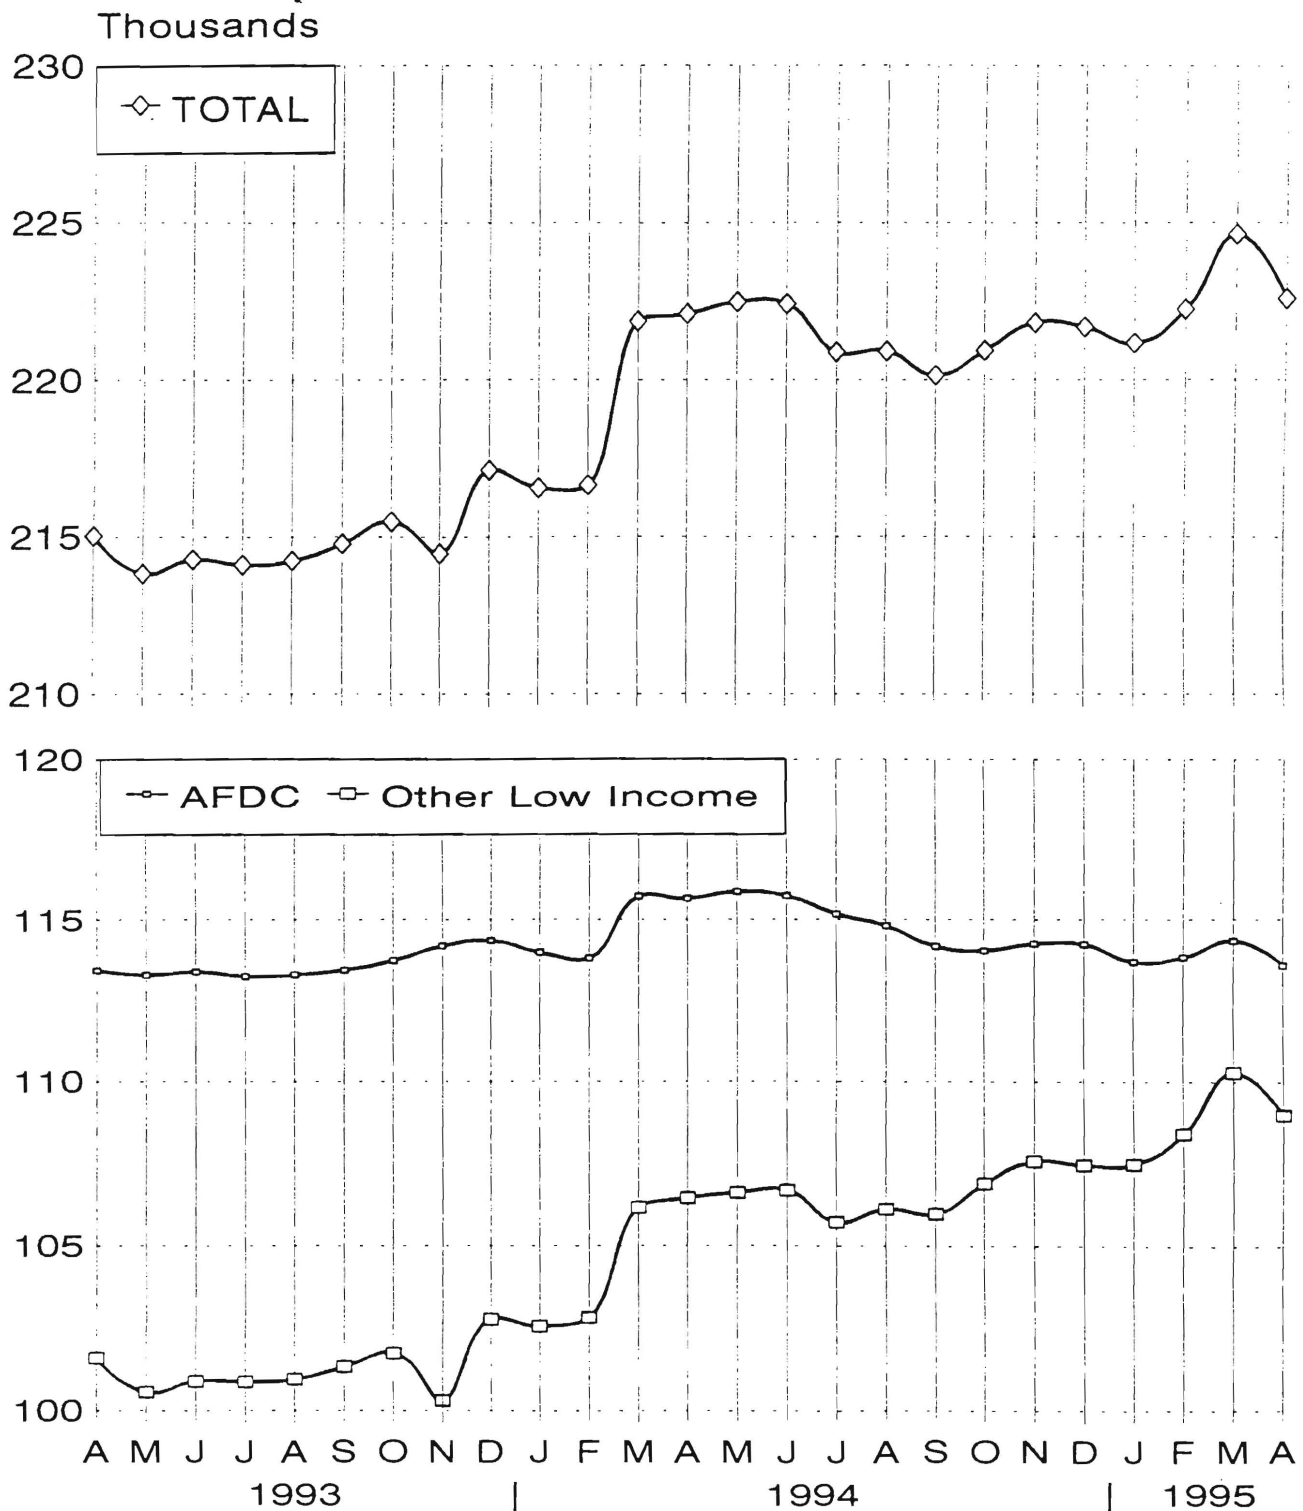 Thousands
230
TOTAL
225
220
215
210
120
AFDC Other Low Income
115
110
105
100
A M J J A S O N D J F M A M J J A S O N D J F M A
1993 | 1994 | 1995